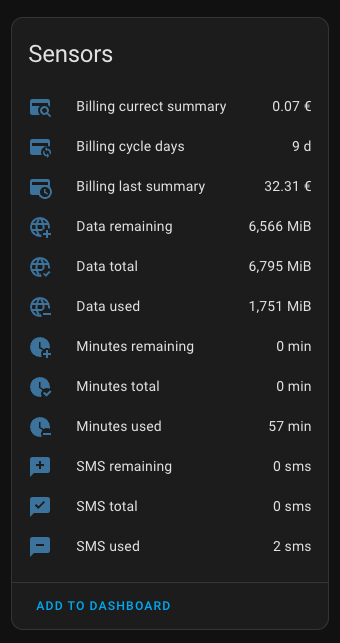 Sensors
Billing currect summary 0.07 €
Billing cycle days 9 d
Billing last summary 32.31 €
Data remaining 6,566 MiB
Data total 6,795 MiB
Data used 1,751 MiB
Minutes remaining 0 min
Minutes total 0 min
Minutes used 57 min
SMS remaining 0 sms
SMS total 0 sms
SMS used 2 sms
ADD TO DASHBOARD